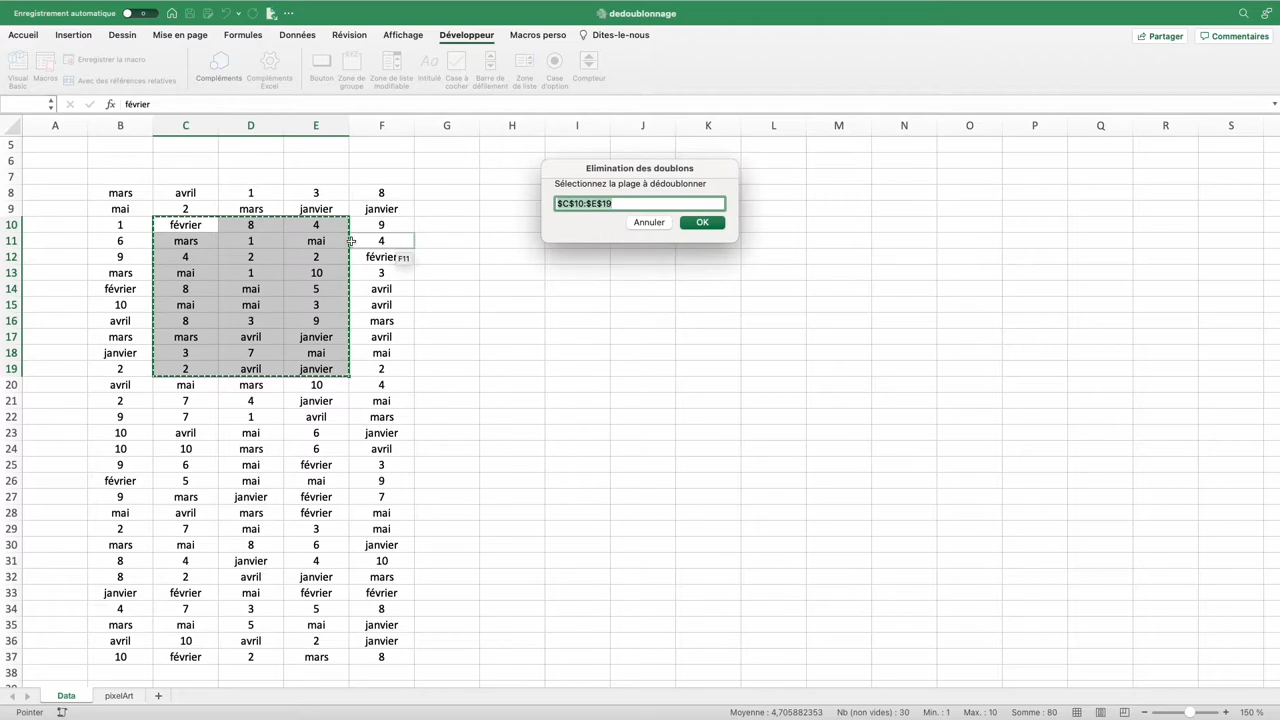 Enregistrement automatique dedoublonnage
Accueil Insertion Dessin Mise en page Formules Données Révision Affichage Développeur Macros perso Dites-le-nous Partager Commentaires
Visual Basic Macros Enregistrer la macro Avec des références relatives Compléments Compléments Excel Bouton Zone de groupe Zone de liste modifiable Aa Intitulé Case à cocher Barre de défilement Zone de liste Case d'option Compteur
fx février
A B C D E F G H I J K L M N O P Q R S
5
6
7
8 mars avril 1 3 8
9 mai 2 mars janvier janvier
10 1 février 8 4 9
11 6 mars 1 mai 4
12 9 4 2 2 février
F11
13 mars mai 1 10 3
14 février 8 mai 5 avril
15 10 mai mai 3 avril
16 avril 8 3 9 mars
17 mars mars avril janvier avril
18 janvier 3 7 mai mai
19 2 2 avril janvier 2
20 avril mai mars 10 4
21 2 7 4 janvier mai
22 9 7 1 avril mars
23 10 avril mai 6 janvier
24 10 10 mars 6 avril
25 9 6 mai février 3
26 février 5 mai mai 9
27 9 mars janvier février 7
28 mai avril mars février mai
29 2 7 mai 3 mai
30 mars mai 8 6 janvier
31 8 4 janvier 4 10
32 8 2 avril janvier mars
33 janvier février mai février février
34 4 7 3 5 8
35 mars mai 5 mai janvier
36 avril 10 avril 2 janvier
37 10 février 2 mars 8
38
Elimination des doublons
Sélectionnez la plage à dédoublonner
$C$10:$E$19
Annuler OK
Data pixelArt +
Pointer Moyenne : 4,705882353 Nb (non vides) : 30 Min. : 1 Max. : 10 Somme : 80 150 %